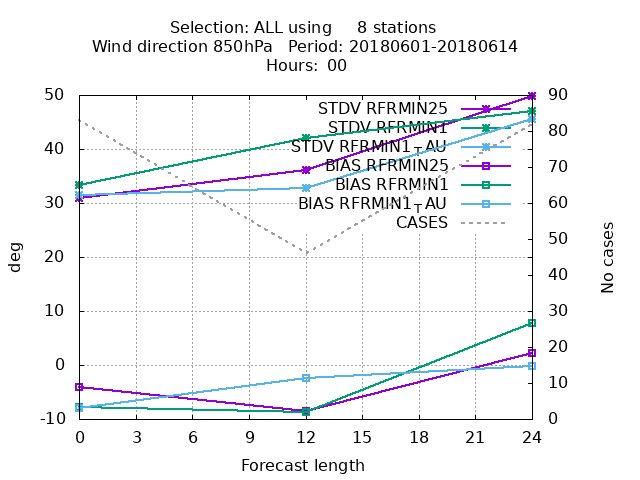 Selection: ALL using     8 stations
Wind direction 850hPa   Period: 20180601-20180614
Hours:  00
50 90
STDV RFRMIN25
STDV RFRMIN1
80
STDV RFRMIN1TAU
40
BIAS RFRMIN25
70
BIAS RFRMIN1
BIAS RFRMIN1TAU
30 60
CASES
50
20
40
10 30
20
0
10
-10 0
deg
No cases
0 3 6 9 12 15 18 21 24
Forecast length